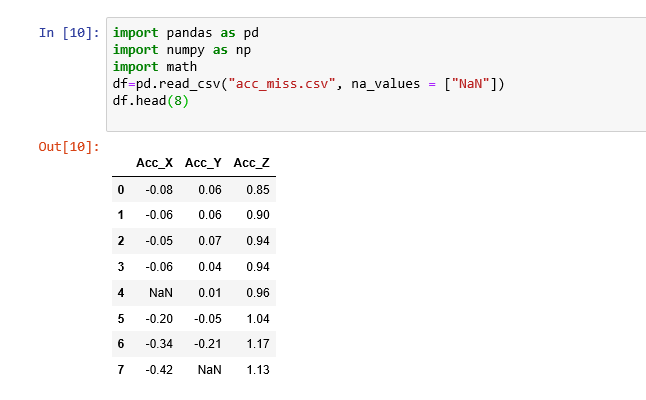 In [10]: import pandas as pd
import numpy as np
import math
df=pd.read_csv("acc_miss.csv", na_values = ["NaN"])
df.head(8)
Out[10]:
Acc_X Acc_Y Acc_Z
0 -0.08 0.06 0.85
1 -0.06 0.06 0.90
2 -0.05 0.07 0.94
3 -0.06 0.04 0.94
4 NaN 0.01 0.96
5 -0.20 -0.05 1.04
6 -0.34 -0.21 1.17
7 -0.42 NaN 1.13